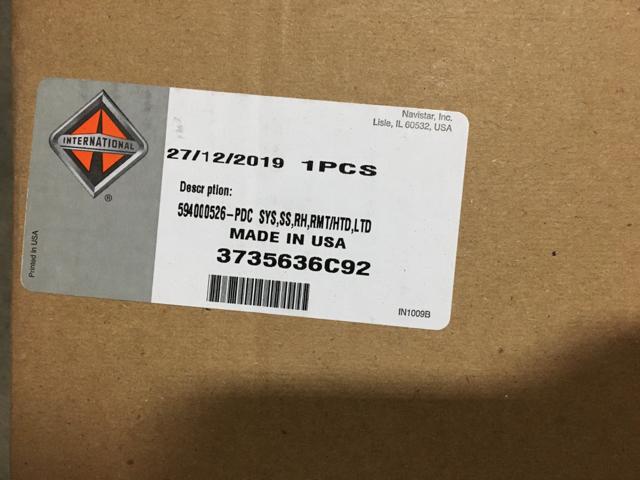 Navistar, Inc.
Lisle, IL 60532, USA
INTERNATIONAL
®
27/12/2019 1PCS
Descr ption:
594000526-PDC SYS,SS,RH,RMT/HTD,LTD
MADE IN USA
3735636C92
IN1009B
Printed in USA